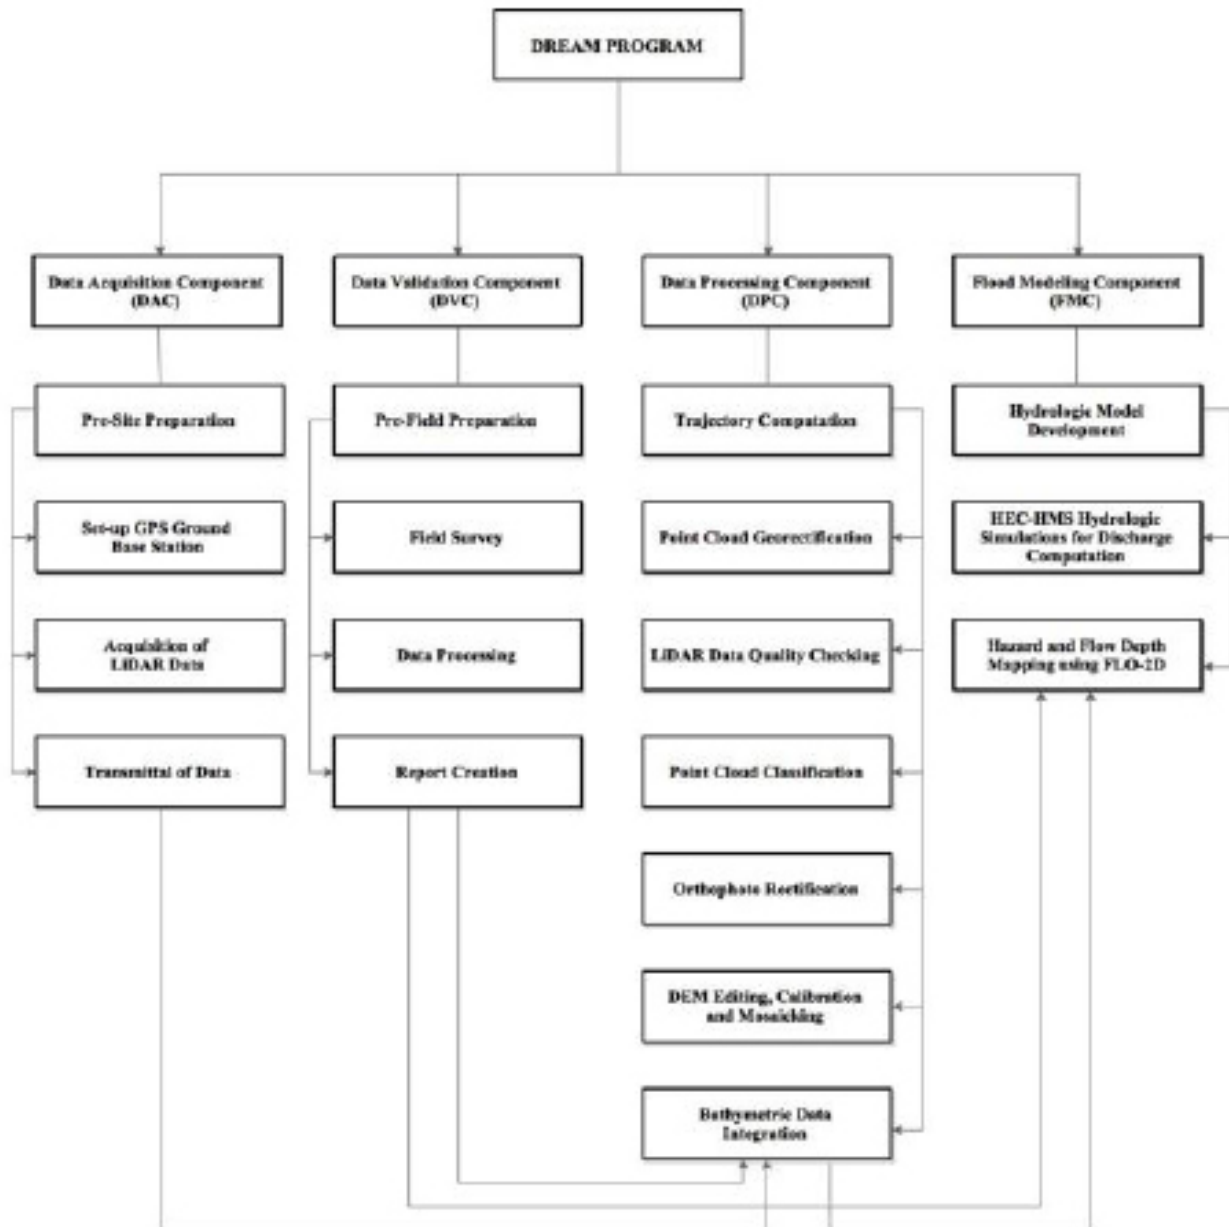 DREAM PROGRAM
Data Acquisition Component
(DAC)
Data Validation Component
(DVC)
Data Processing Component
(DPC)
Flood Modeling Component
(FMC)
Pre-Site Preparation
Pre-Field Preparation
Trajectory Computation
Hydrologic Model
Development
Set-up GPS Ground
Base Station
Field Survey
Point Cloud Georectification
HEC-HMS Hydrologic
Simulations for Discharge
Computation
Acquisition of
LiDAR Data
Data Processing
LiDAR Data Quality Checking
Hazard and Flow Depth
Mapping using FLO-2D
Transmittal of Data
Report Creation
Point Cloud Classification
Orthophoto Rectification
DEM Editing, Calibration
and Mosaicking
Bathymetric Data
Integration